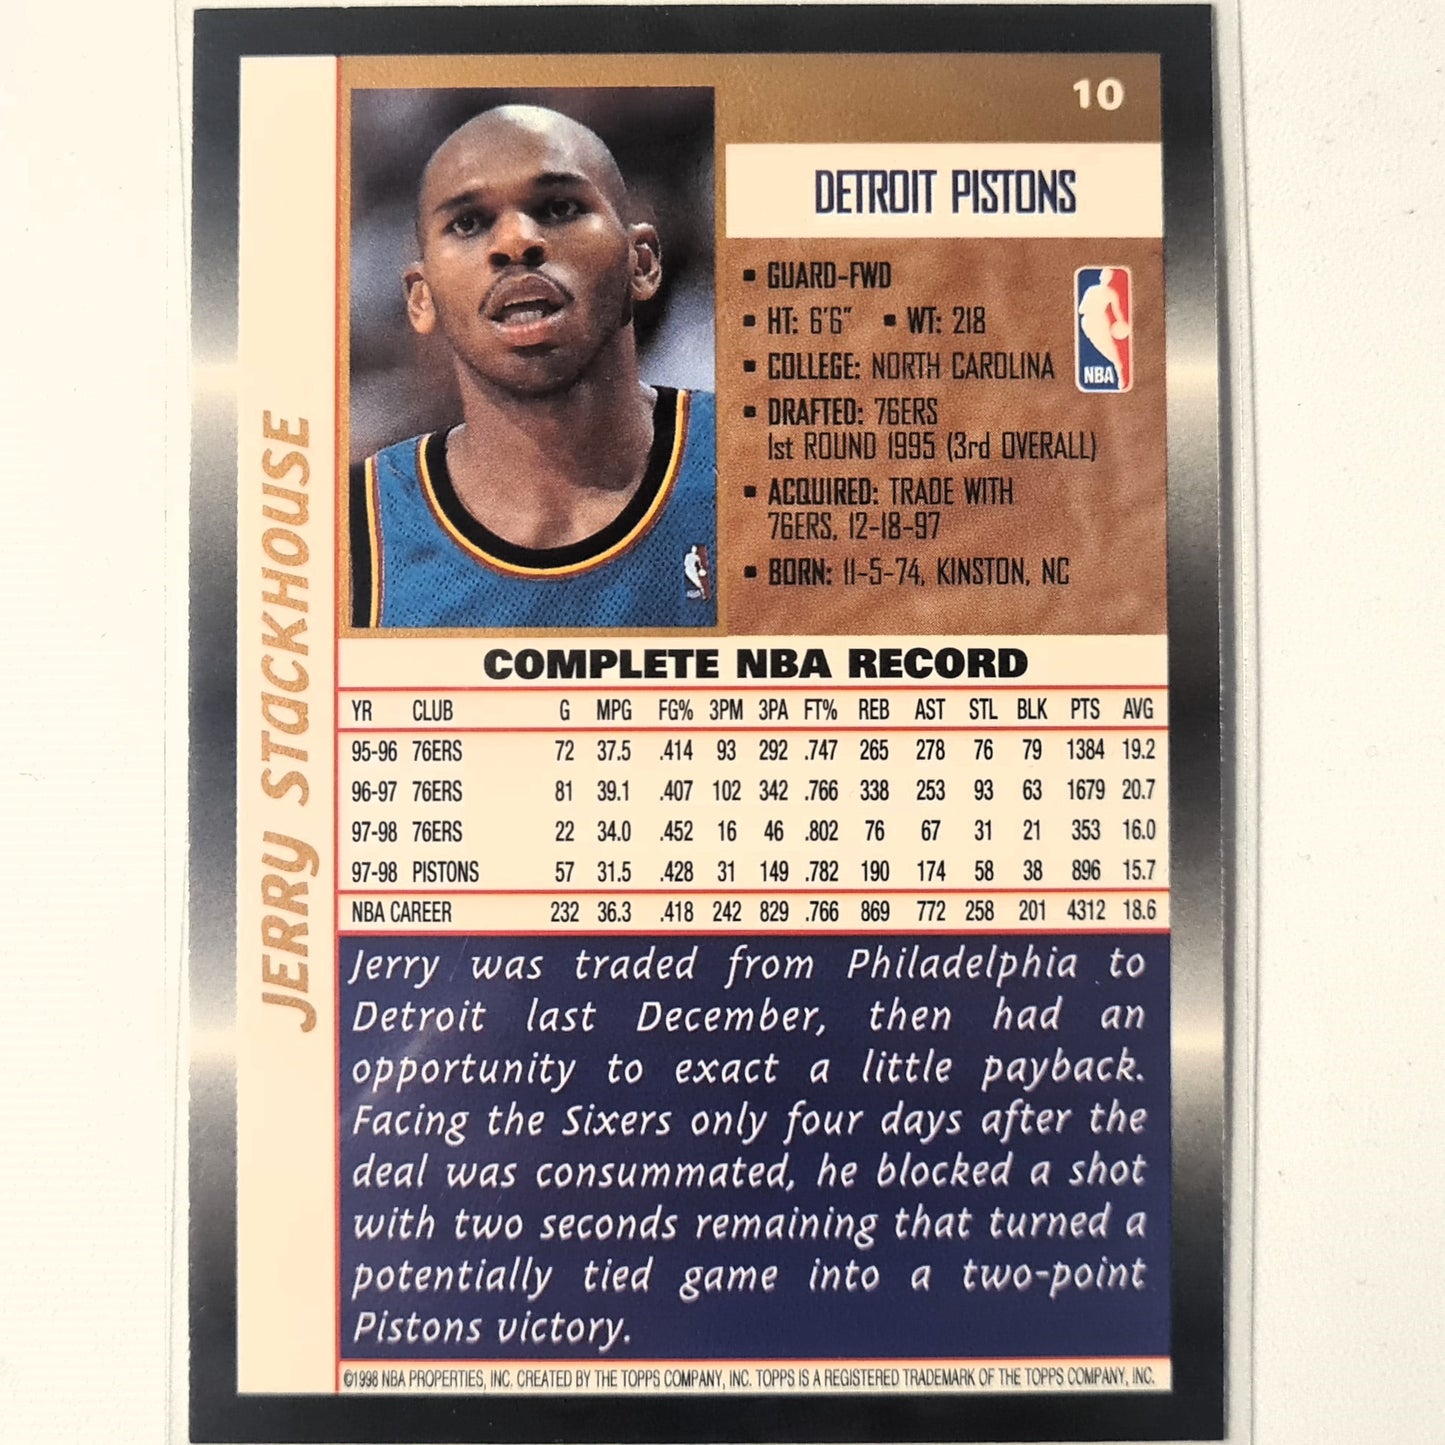 10
DETROIT PISTONS
▪ GUARD-FWD
▪ HT: 6'6" ▪ WT: 218
▪ COLLEGE: NORTH CAROLINA
▪ DRAFTED: 76ERS
1st ROUND 1995 (3rd OVERALL)
▪ ACQUIRED: TRADE WITH
76ERS, 12-18-97
▪ BORN: 11-5-74, KINSTON, NC
NBA
JERRY STACKHOUSE
COMPLETE NBA RECORD
YR CLUB G MPG FG% 3PM 3PA FT% REB AST STL BLK PTS AVG
95-96 76ERS 72 37.5 .414 93 292 .747 265 278 76 79 1384 19.2
96-97 76ERS 81 39.1 .407 102 342 .766 338 253 93 63 1679 20.7
97-98 76ERS 22 34.0 .452 16 46 .802 76 67 31 21 353 16.0
97-98 PISTONS 57 31.5 .428 31 149 .782 190 174 58 38 896 15.7
NBA CAREER 232 36.3 .418 242 829 .766 869 772 258 201 4312 18.6
Jerry was traded from Philadelphia to
Detroit last December, then had an
opportunity to exact a little payback.
Facing the Sixers only four days after the
deal was consummated, he blocked a shot
with two seconds remaining that turned a
potentially tied game into a two-point
Pistons victory.
©1998 NBA PROPERTIES, INC. CREATED BY THE TOPPS COMPANY, INC. TOPPS IS A REGISTERED TRADEMARK OF THE TOPPS COMPANY, INC.